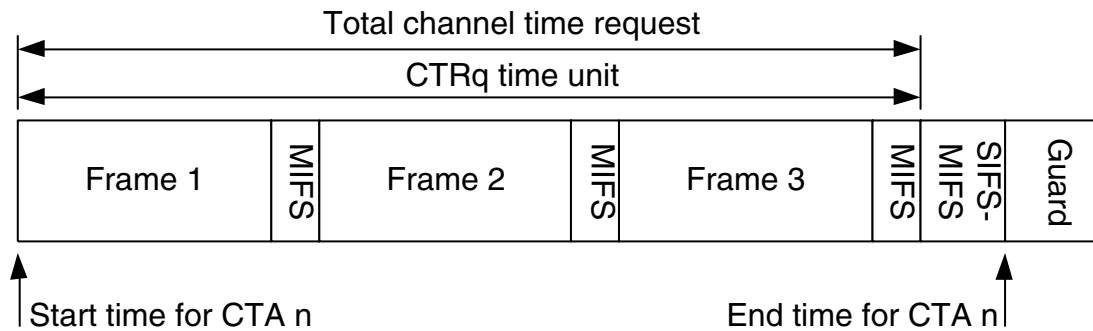 Total channel time request
CTRq time unit
Frame 1
MIFS
Frame 2
MIFS
Frame 3
MIFS
SIFS-
MIFS
Guard
Start time for CTA n
End time for CTA n